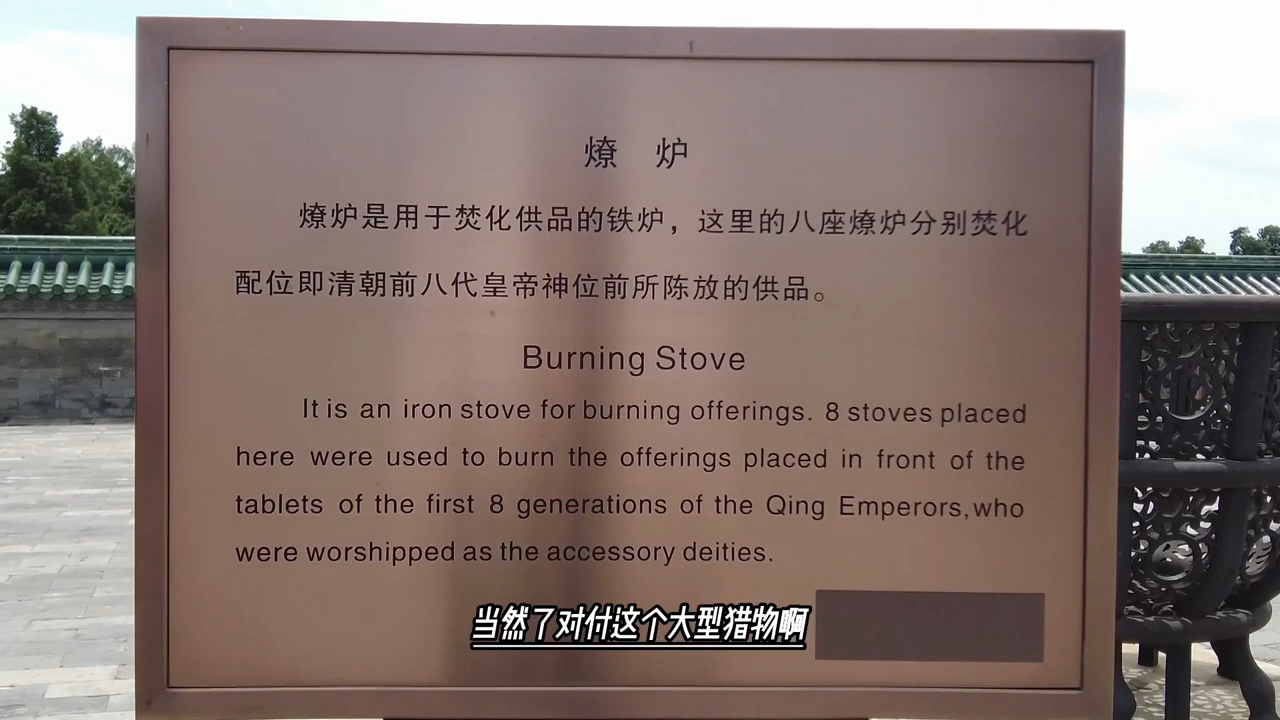 燎 炉
燎炉是用于焚化供品的铁炉，这里的八座燎炉分别焚化
配位即清朝前八代皇帝神位前所陈放的供品。
Burning Stove
It is an iron stove for burning offerings. 8 stoves placed
here were used to burn the offerings placed in front of the
tablets of the first 8 generations of the Qing Emperors,who
were worshipped as the accessory deities.
当然了对付这个大型猎物啊